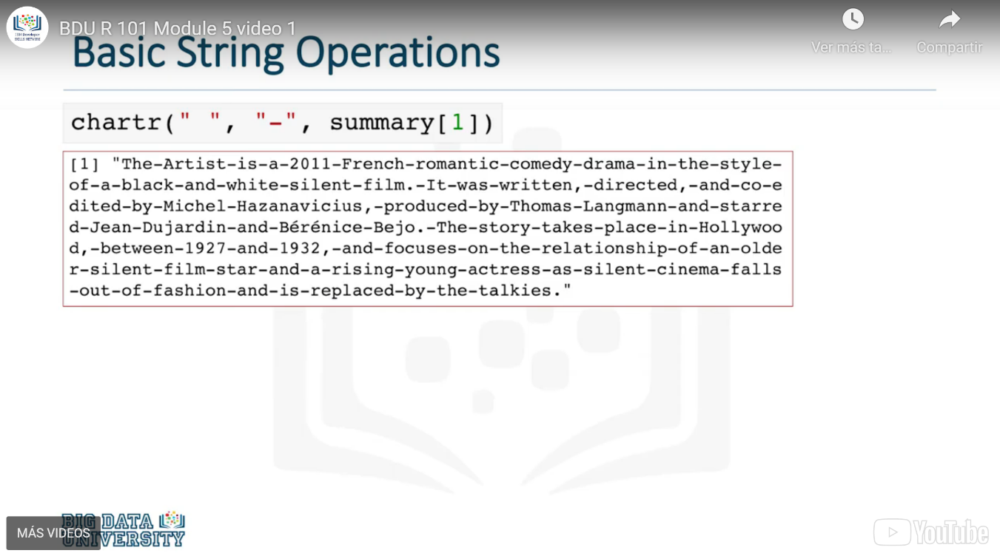 BDU R 101 Module 5 video 1
Ver más ta...
Compartir
Basic String Operations
chartr(" ", "-", summary[1])
[1] "The-Artist-is-a-2011-French-romantic-comedy-drama-in-the-style-
of-a-black-and-white-silent-film.-It-was-written,-directed,-and-co-e
dited-by-Michel-Hazanavicius,-produced-by-Thomas-Langmann-and-starre
d-Jean-Dujardin-and-Bérénice-Bejo.-The-story-takes-place-in-Hollywoo
d,-between-1927-and-1932,-and-focuses-on-the-relationship-of-an-olde
r-silent-film-star-and-a-rising-young-actress-as-silent-cinema-falls
-out-of-fashion-and-is-replaced-by-the-talkies."
BIG DATA
UNIVERSITY
MÁS VIDEOS
YouTube
IBM Developer
SKILLS NETWORK